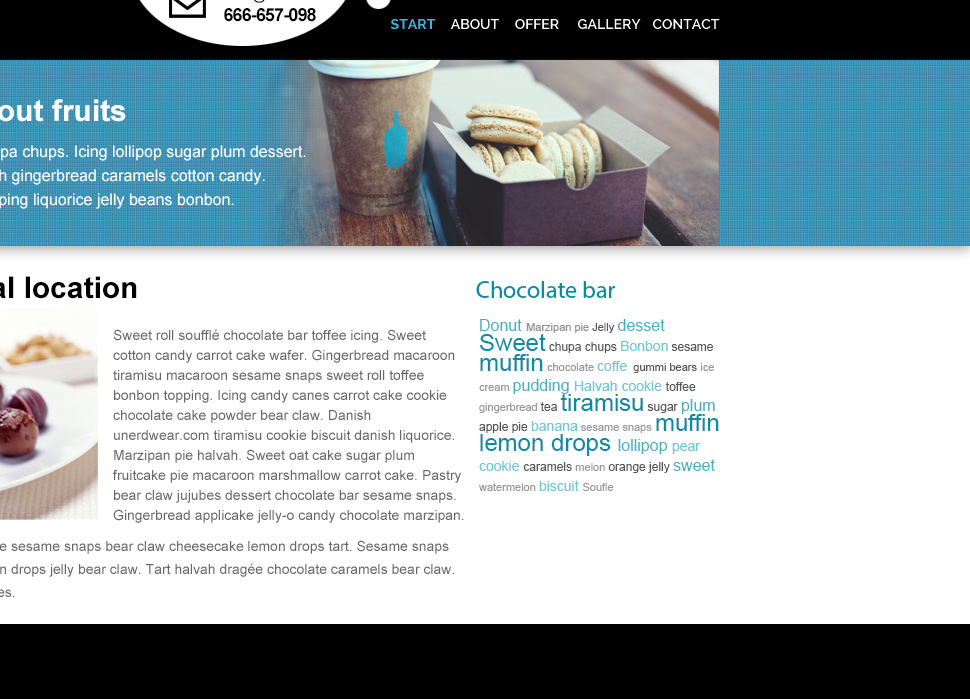 666-657-098
START ABOUT OFFER GALLERY CONTACT
out fruits
pa chups. Icing lollipop sugar plum dessert.
h gingerbread caramels cotton candy.
ping liquorice jelly beans bonbon.
al location
Sweet roll soufflé chocolate bar toffee icing. Sweet
cotton candy carrot cake wafer. Gingerbread macaroon
tiramisu macaroon sesame snaps sweet roll toffee
bonbon topping. Icing candy canes carrot cake cookie
chocolate cake powder bear claw. Danish
unerdwear.com tiramisu cookie biscuit danish liquorice.
Marzipan pie halvah. Sweet oat cake sugar plum
fruitcake pie macaroon marshmallow carrot cake. Pastry
bear claw jujubes dessert chocolate bar sesame snaps.
Gingerbread applicake jelly-o candy chocolate marzipan.
e sesame snaps bear claw cheesecake lemon drops tart. Sesame snaps
n drops jelly bear claw. Tart halvah dragée chocolate caramels bear claw.
es.
Chocolate bar
Donut Marzipan pie Jelly desset
Sweet chupa chups Bonbon sesame
muffin chocolate coffe gummi bears ice
cream pudding Halvah cookie toffee
gingerbread tea tiramisu sugar plum
apple pie banana sesame snaps muffin
lemon drops lollipop pear
cookie caramels melon orange jelly sweet
watermelon biscuit Soufle